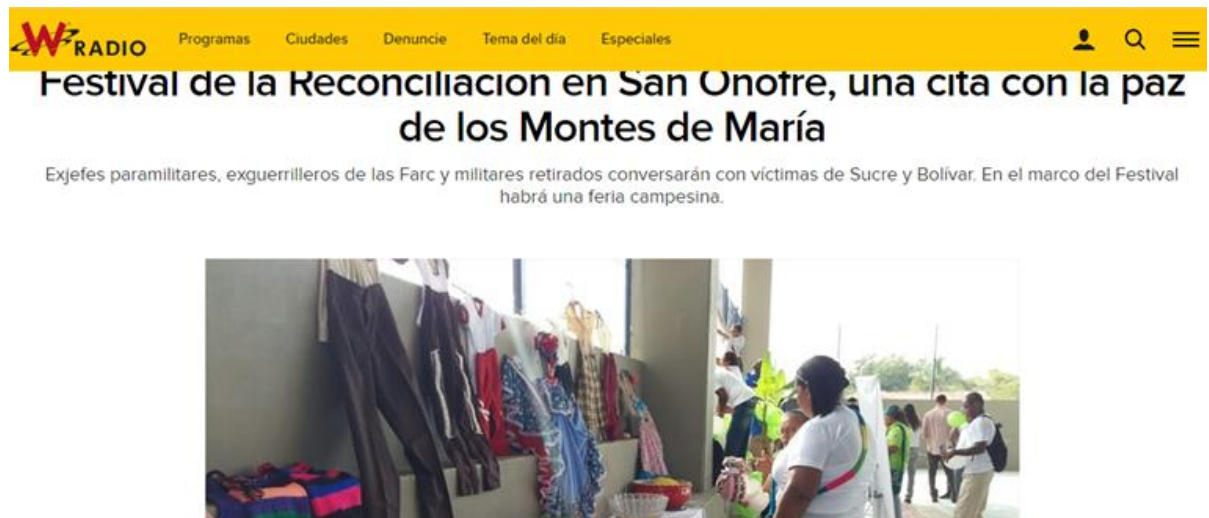 W RADIO Programas Ciudades Denuncie Tema del día Especiales
Festival de la Reconciliación en San Onofre, una cita con la paz
de los Montes de María
Exjefes paramilitares, exguerrilleros de las Farc y militares retirados conversarán con víctimas de Sucre y Bolívar. En el marco del Festival
habrá una feria campesina.